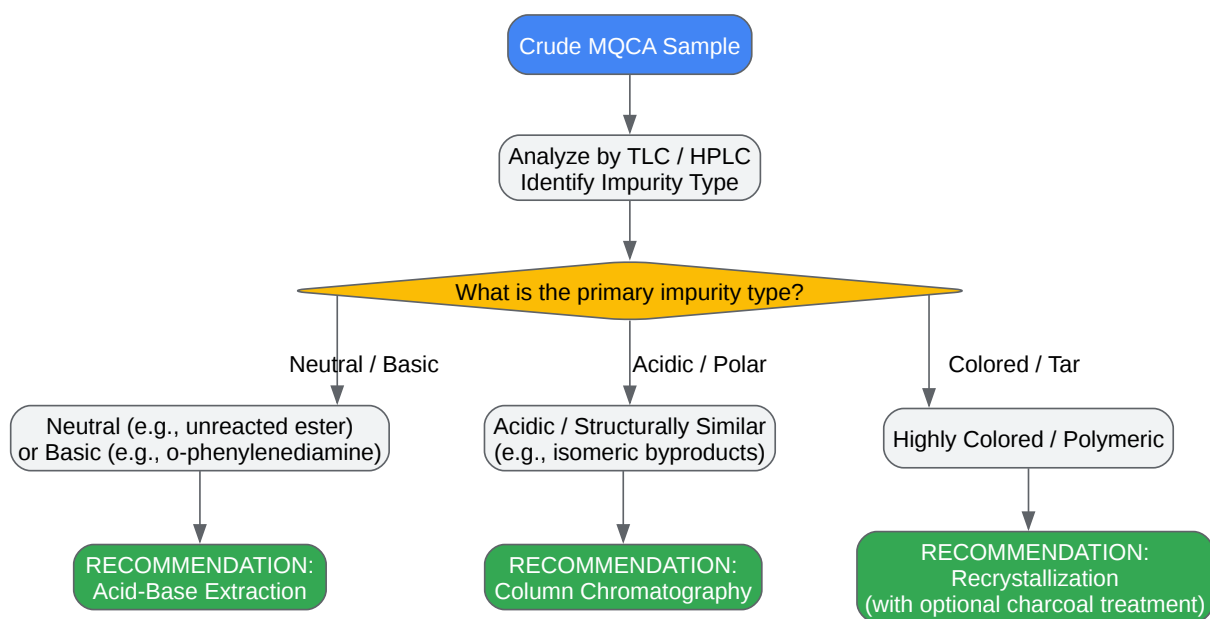 Crude MQCA Sample
Analyze by TLC / HPLC
Identify Impurity Type
What is the primary impurity type?
Neutral / Basic
Acidic / Polar
Colored / Tar
Neutral (e.g., unreacted ester)
or Basic (e.g., o-phenylenediamine)
Acidic / Structurally Similar
(e.g., isomeric byproducts)
Highly Colored / Polymeric
RECOMMENDATION:
Acid-Base Extraction
RECOMMENDATION:
Column Chromatography
RECOMMENDATION:
Recrystallization
(with optional charcoal treatment)